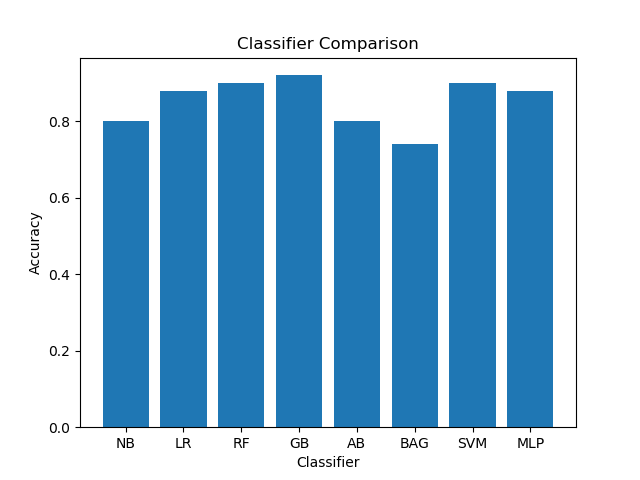 Classifier Comparison
Accuracy
0.8
0.6
0.4
0.2
0.0
NB LR RF GB AB BAG SVM MLP
Classifier